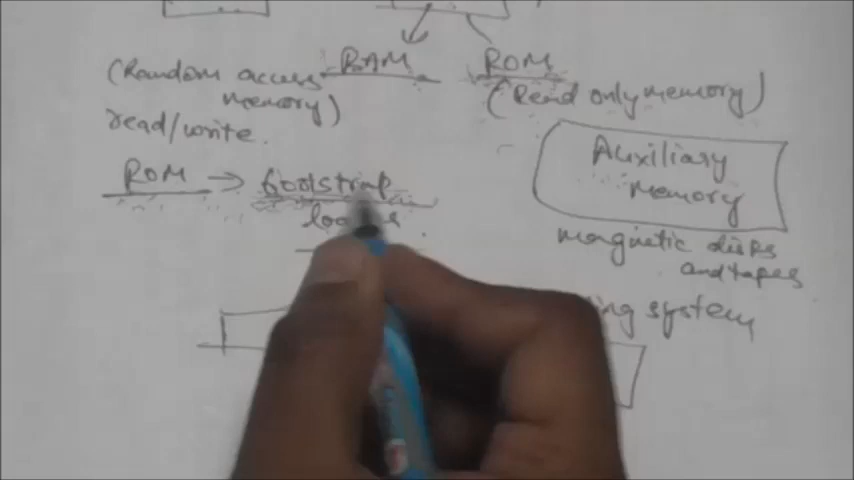 RAM ROM
(Random access memory)
(Read only memory)
read/write.
Auxiliary
memory
ROM → bootstrap
magnetic disks
and tapes
system